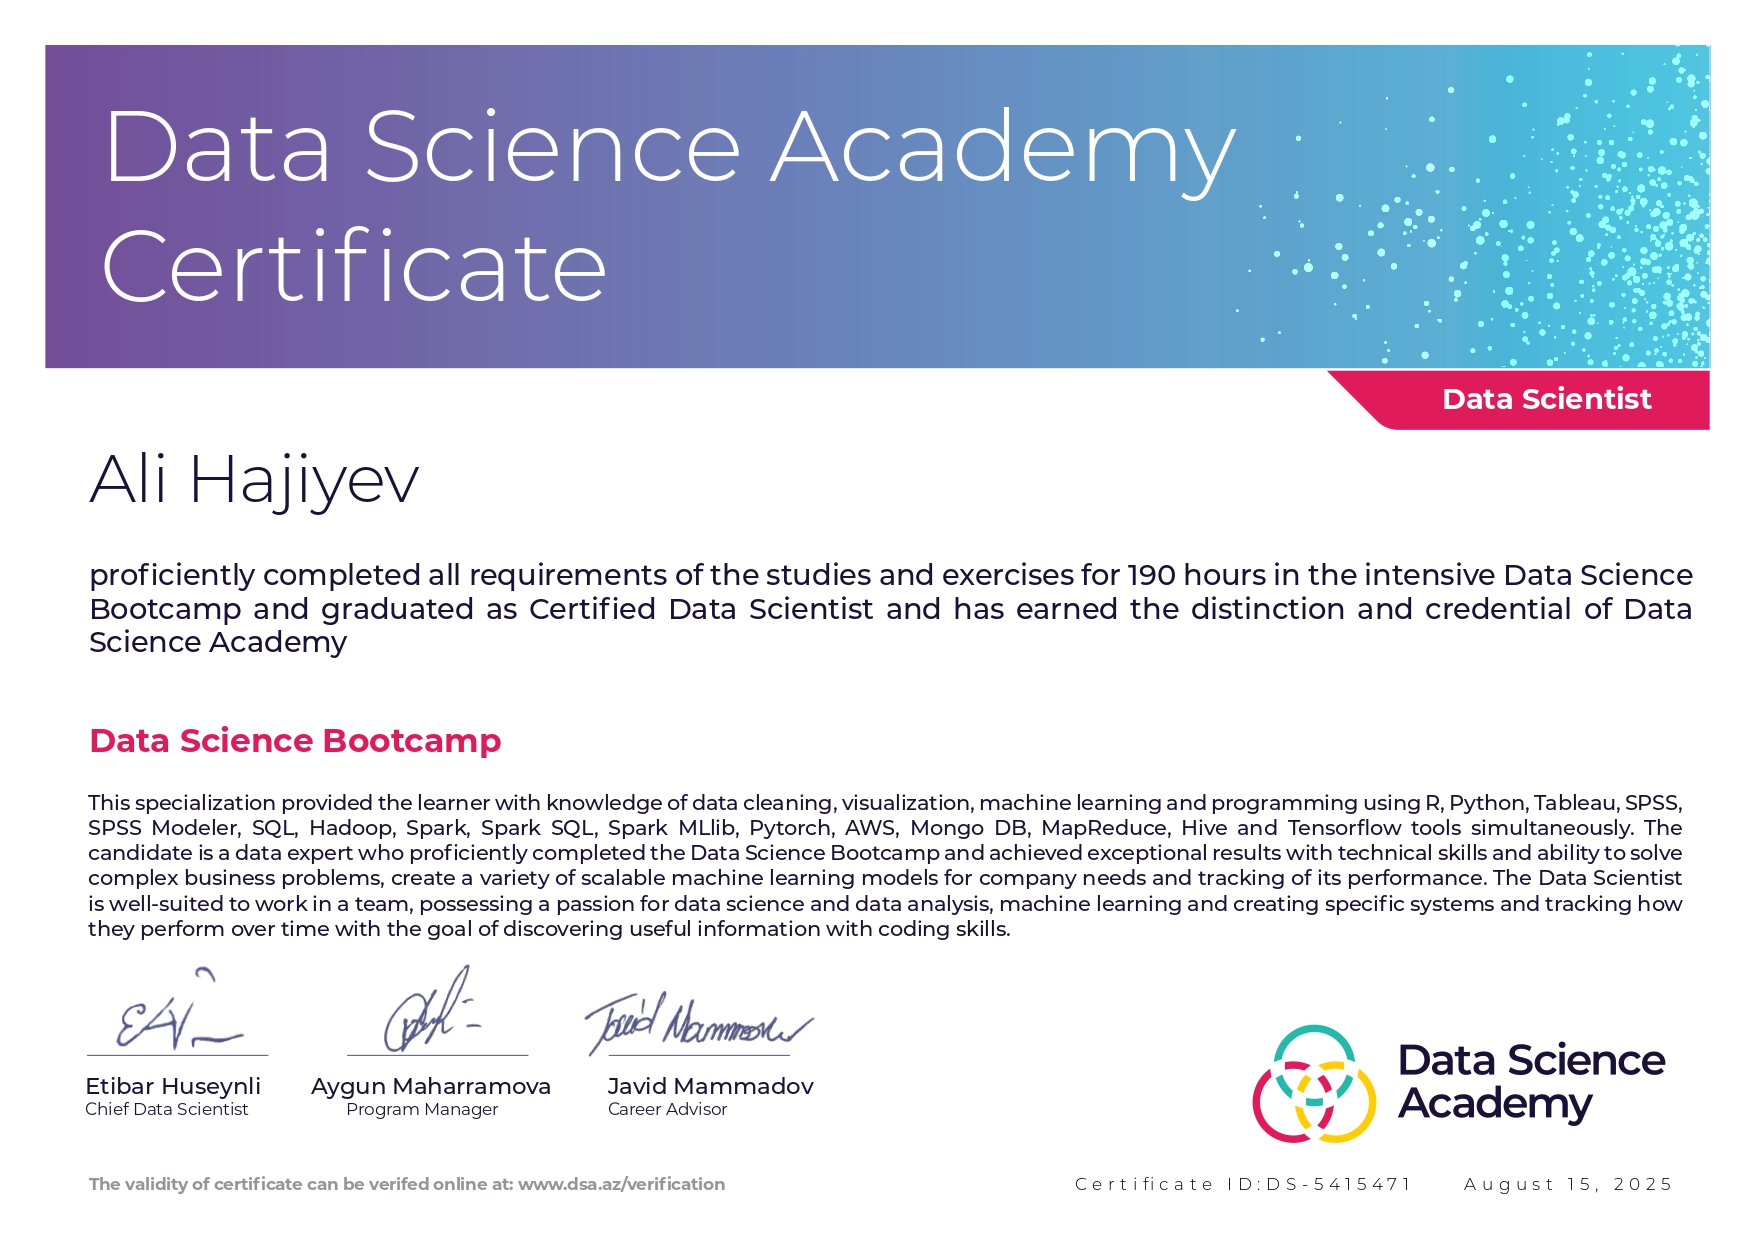 Data Science Academy
Certificate
Data Scientist
Ali Hajiyev
proficiently completed all requirements of the studies and exercises for 190 hours in the intensive Data Science
Bootcamp and graduated as Certified Data Scientist and has earned the distinction and credential of Data
Science Academy
Data Science Bootcamp
This specialization provided the learner with knowledge of data cleaning, visualization, machine learning and programming using R, Python, Tableau, SPSS,
SPSS Modeler, SQL, Hadoop, Spark, Spark SQL, Spark MLlib, Pytorch, AWS, Mongo DB, MapReduce, Hive and Tensorflow tools simultaneously. The
candidate is a data expert who proficiently completed the Data Science Bootcamp and achieved exceptional results with technical skills and ability to solve
complex business problems, create a variety of scalable machine learning models for company needs and tracking of its performance. The Data Scientist
is well-suited to work in a team, possessing a passion for data science and data analysis, machine learning and creating specific systems and tracking how
they perform over time with the goal of discovering useful information with coding skills.
Etibar Huseynli
Chief Data Scientist
Aygun Maharramova
Program Manager
Javid Mammadov
Career Advisor
Data Science
Academy
The validity of certificate can be verifed online at: www.dsa.az/verification
Certificate ID:DS-5415471
August 15, 2025